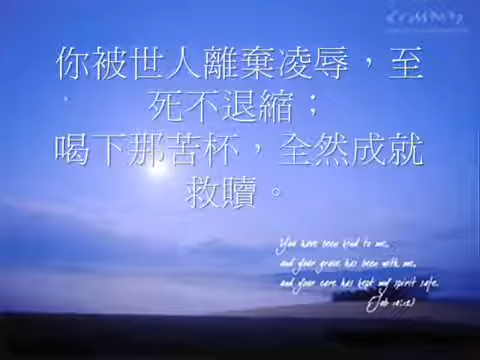 你被世人離棄凌辱，至
死不退縮；
喝下那苦杯，全然成就
救贖。
You have been kind to me,
and your grace has been with me,
and your care has kept my spirit safe.
(Job 10:12)